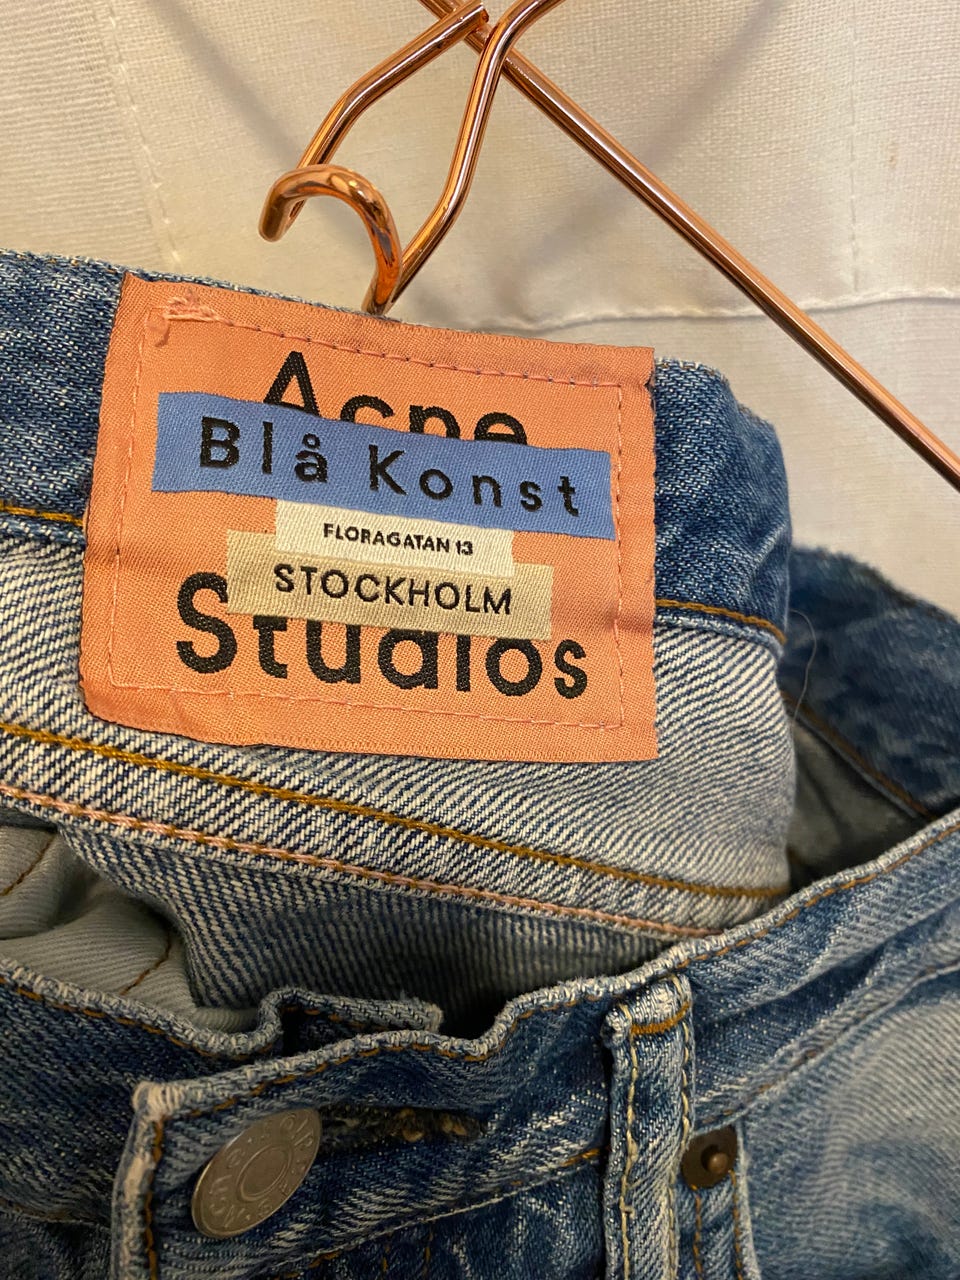 Acne
Blå Konst
FLORAGATAN 13
STOCKHOLM
Studios